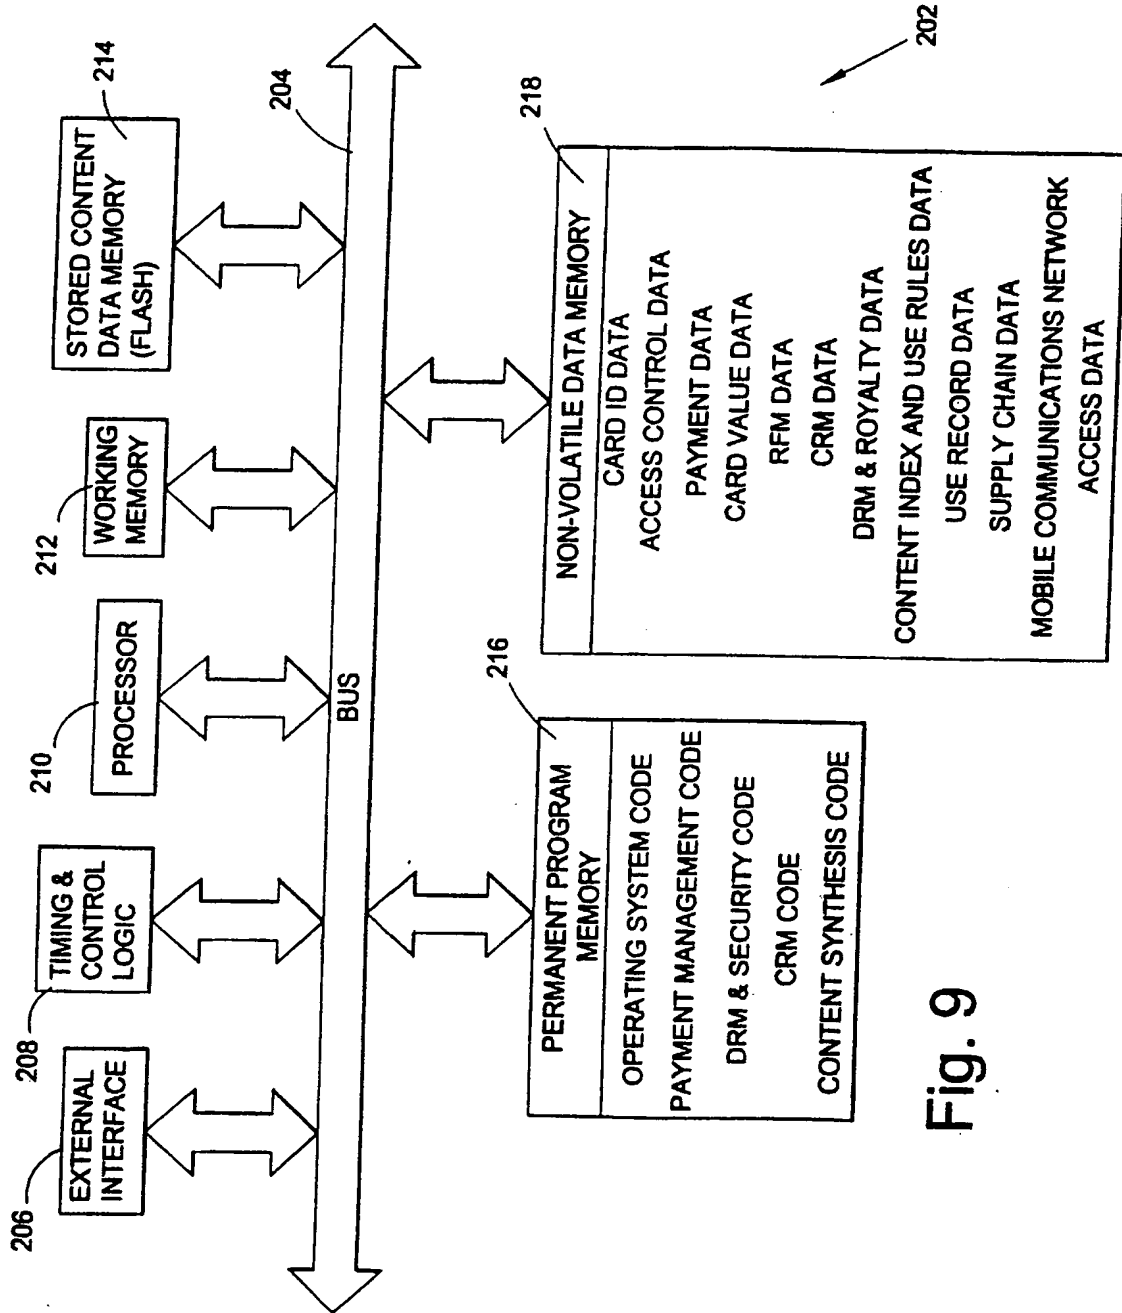 206
EXTERNAL
INTERFACE
208
TIMING &
CONTROL
LOGIC
210
PROCESSOR
212
WORKING
MEMORY
214
STORED CONTENT
DATA MEMORY
(FLASH)
BUS
204
216
PERMANENT PROGRAM
MEMORY
OPERATING SYSTEM CODE
PAYMENT MANAGEMENT CODE
DRM & SECURITY CODE
CRM CODE
CONTENT SYNTHESIS CODE
218
NON-VOLATILE DATA MEMORY
CARD ID DATA
ACCESS CONTROL DATA
PAYMENT DATA
CARD VALUE DATA
RFM DATA
CRM DATA
DRM & ROYALTY DATA
CONTENT INDEX AND USE RULES DATA
USE RECORD DATA
SUPPLY CHAIN DATA
MOBILE COMMUNICATIONS NETWORK
ACCESS DATA
202
Fig. 9